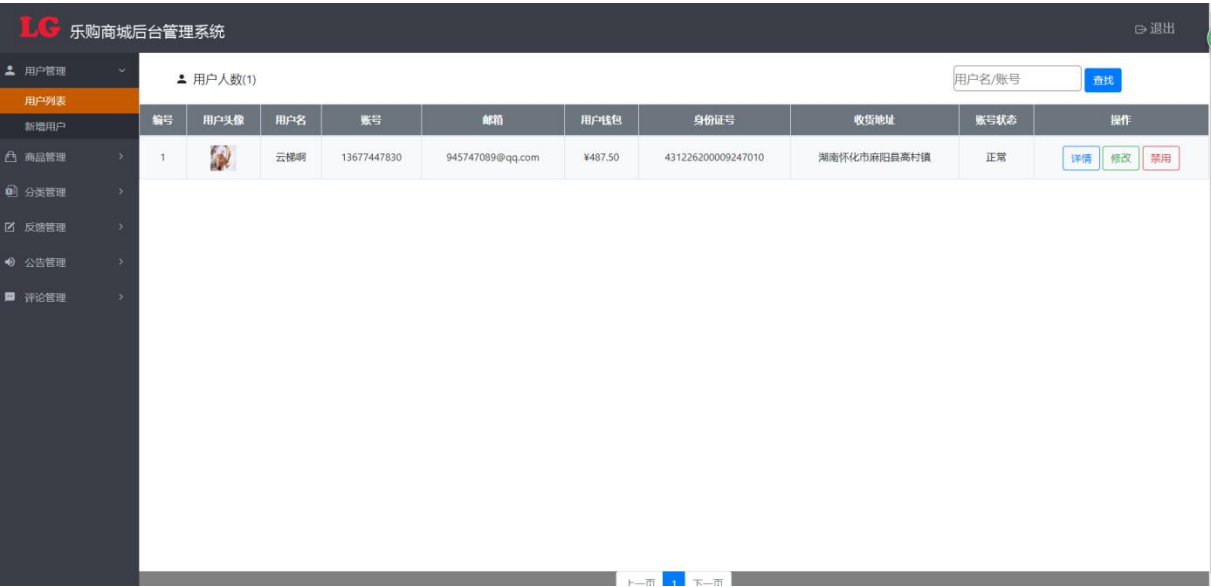 LG 乐购商城后台管理系统
退出
用户管理
用户列表
新增用户
商品管理
分类管理
反馈管理
公告管理
评论管理
用户人数(1)
用户名/账号
查找
编号 用户头像 用户名 账号 邮箱 用户钱包 身份证号 收货地址 账号状态 操作
1 云梯啊 13677447830 945747089@qq.com ¥487.50 431226200009247010 湖南怀化市麻阳县高村镇 正常 详情 修改 禁用
上一页 1 下一页